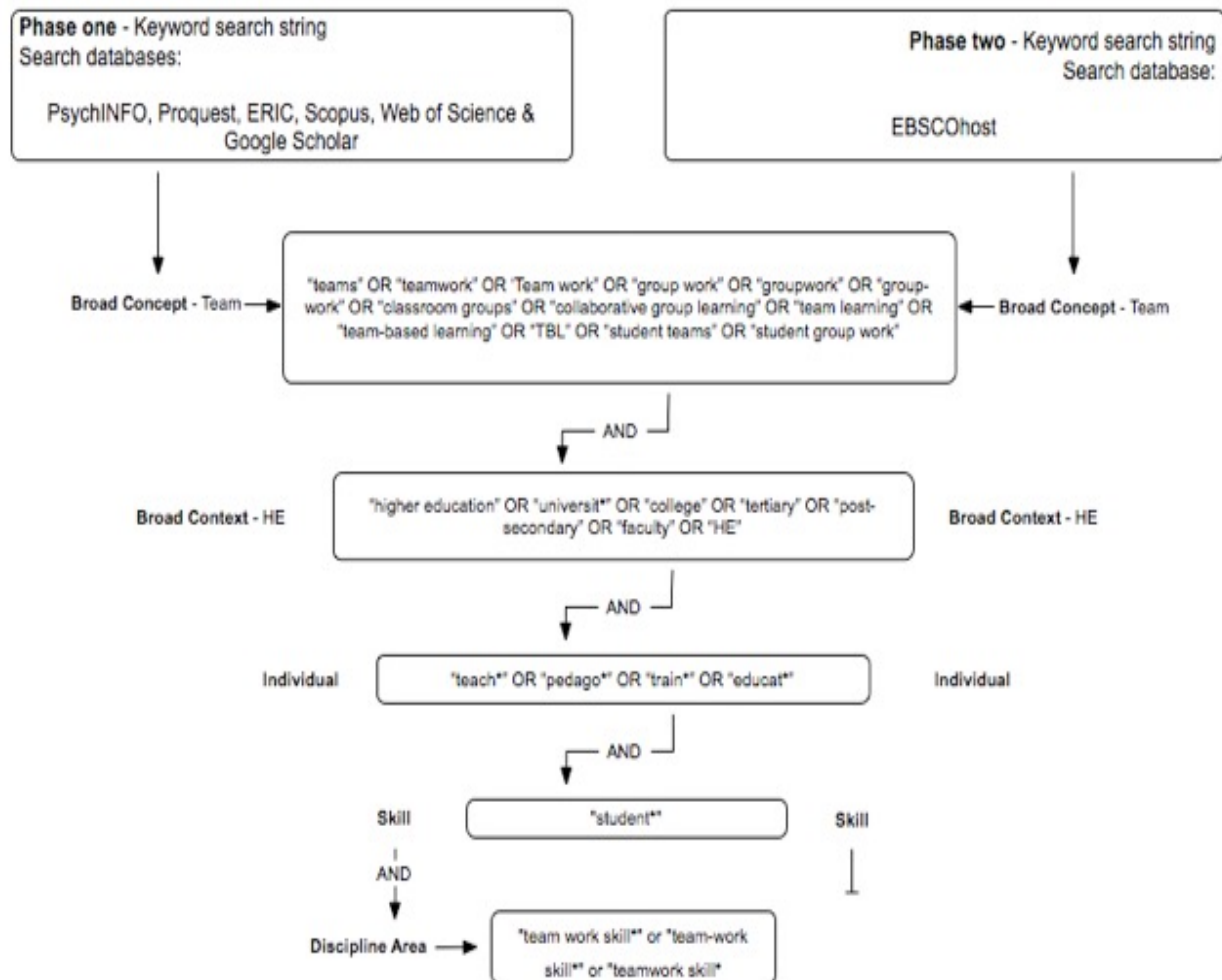 Phase one - Keyword search string
Search databases:
PsychINFO, Proquest, ERIC, Scopus, Web of Science &
Google Scholar
Phase two - Keyword search string
Search database:
EBSCOhost
Broad Concept - Team
"teams" OR "teamwork" OR "Team work" OR "group work" OR "groupwork" OR "group-
work" OR "classroom groups" OR "collaborative group learning" OR "team learning" OR
"team-based learning" OR "TBL" OR "student teams" OR "student group work"
Broad Concept - Team
AND
Broad Context - HE
"higher education" OR "universit*" OR "college" OR "tertiary" OR "post-
secondary" OR "faculty" OR "HE"
Broad Context - HE
AND
Individual
"teach*" OR "pedago*" OR "train*" OR "educat*"
Individual
AND
Skill
"student*"
Skill
AND
Discipline Area
"team work skill*" or "team-work
skill*" or "teamwork skill*